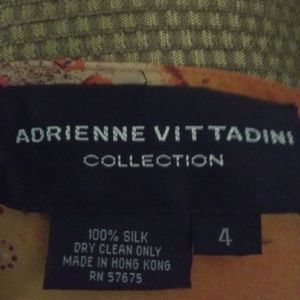 ADRIENNE VITTADINI
COLLECTION
100% SILK
DRY CLEAN ONLY
MADE IN HONG KONG
RN 57675
4